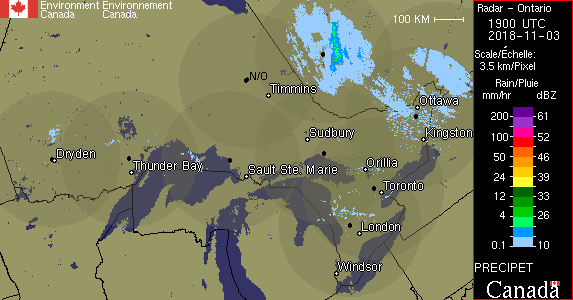 Environment Environnement
Canada Canada
100 KM
N/O
Timmins
Ottawa
Sudbury
Kingston
Dryden
Thunder Bay
Sault Ste. Marie
Orillia
Toronto
London
Windsor
Radar - Ontario
1900 UTC
2018-11-03
Scale/Échelle:
3.5 km/Pixel
Rain/Pluie
mm/hr dBZ
200 61
100 52
50 46
24 39
12 33
4 26
0.1 10
PRECIPET
Canada